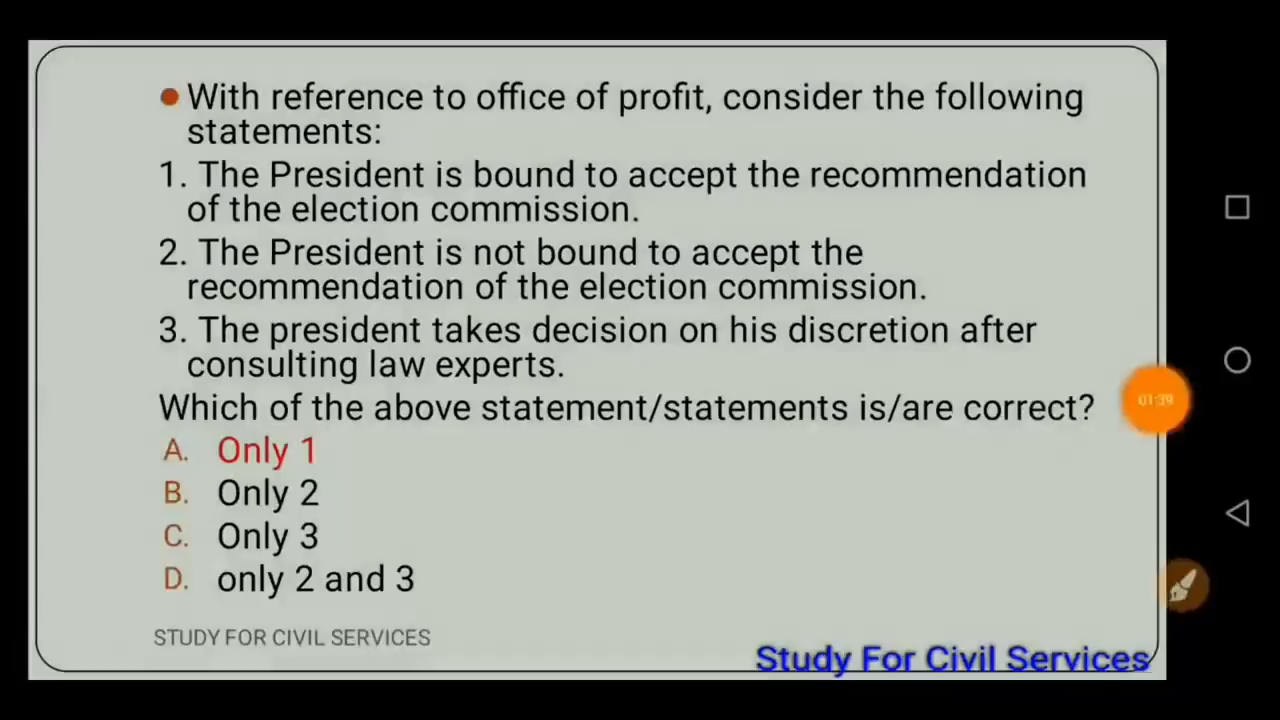 With reference to office of profit, consider the following
statements:
1. The President is bound to accept the recommendation
of the election commission.
2. The President is not bound to accept the
recommendation of the election commission.
3. The president takes decision on his discretion after
consulting law experts.
Which of the above statement/statements is/are correct?
A. Only 1
B. Only 2
C. Only 3
D. only 2 and 3
STUDY FOR CIVIL SERVICES
Study For Civil Services
01:39